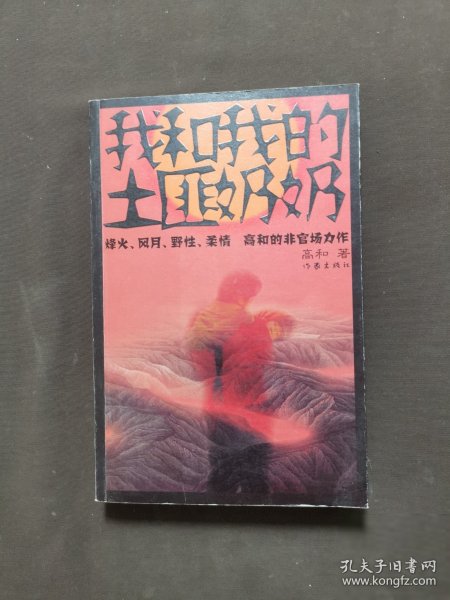 我和我的
土匪奶奶
烽火、风月、野性、柔情 高和的非官场力作
高和 著
作家出版社
孔夫子旧书网
www.kongfz.com